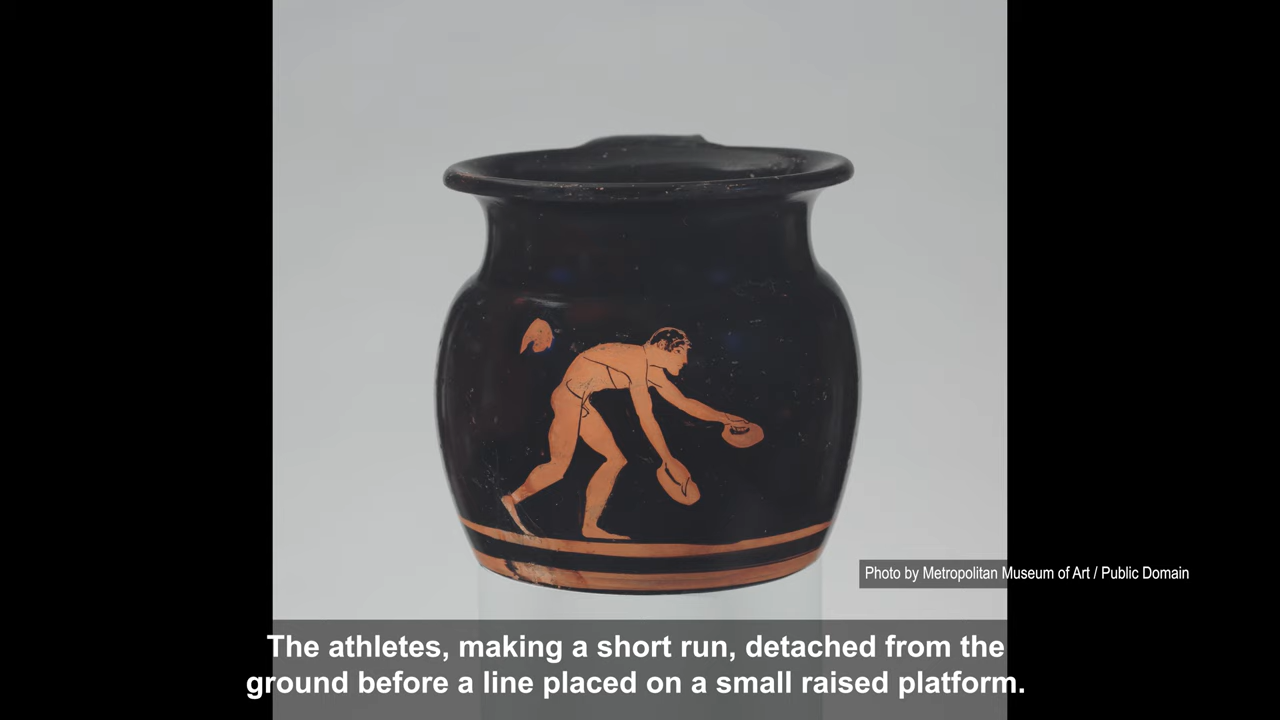 Photo by Metropolitan Museum of Art / Public Domain
The athletes, making a short run, detached from the
ground before a line placed on a small raised platform.